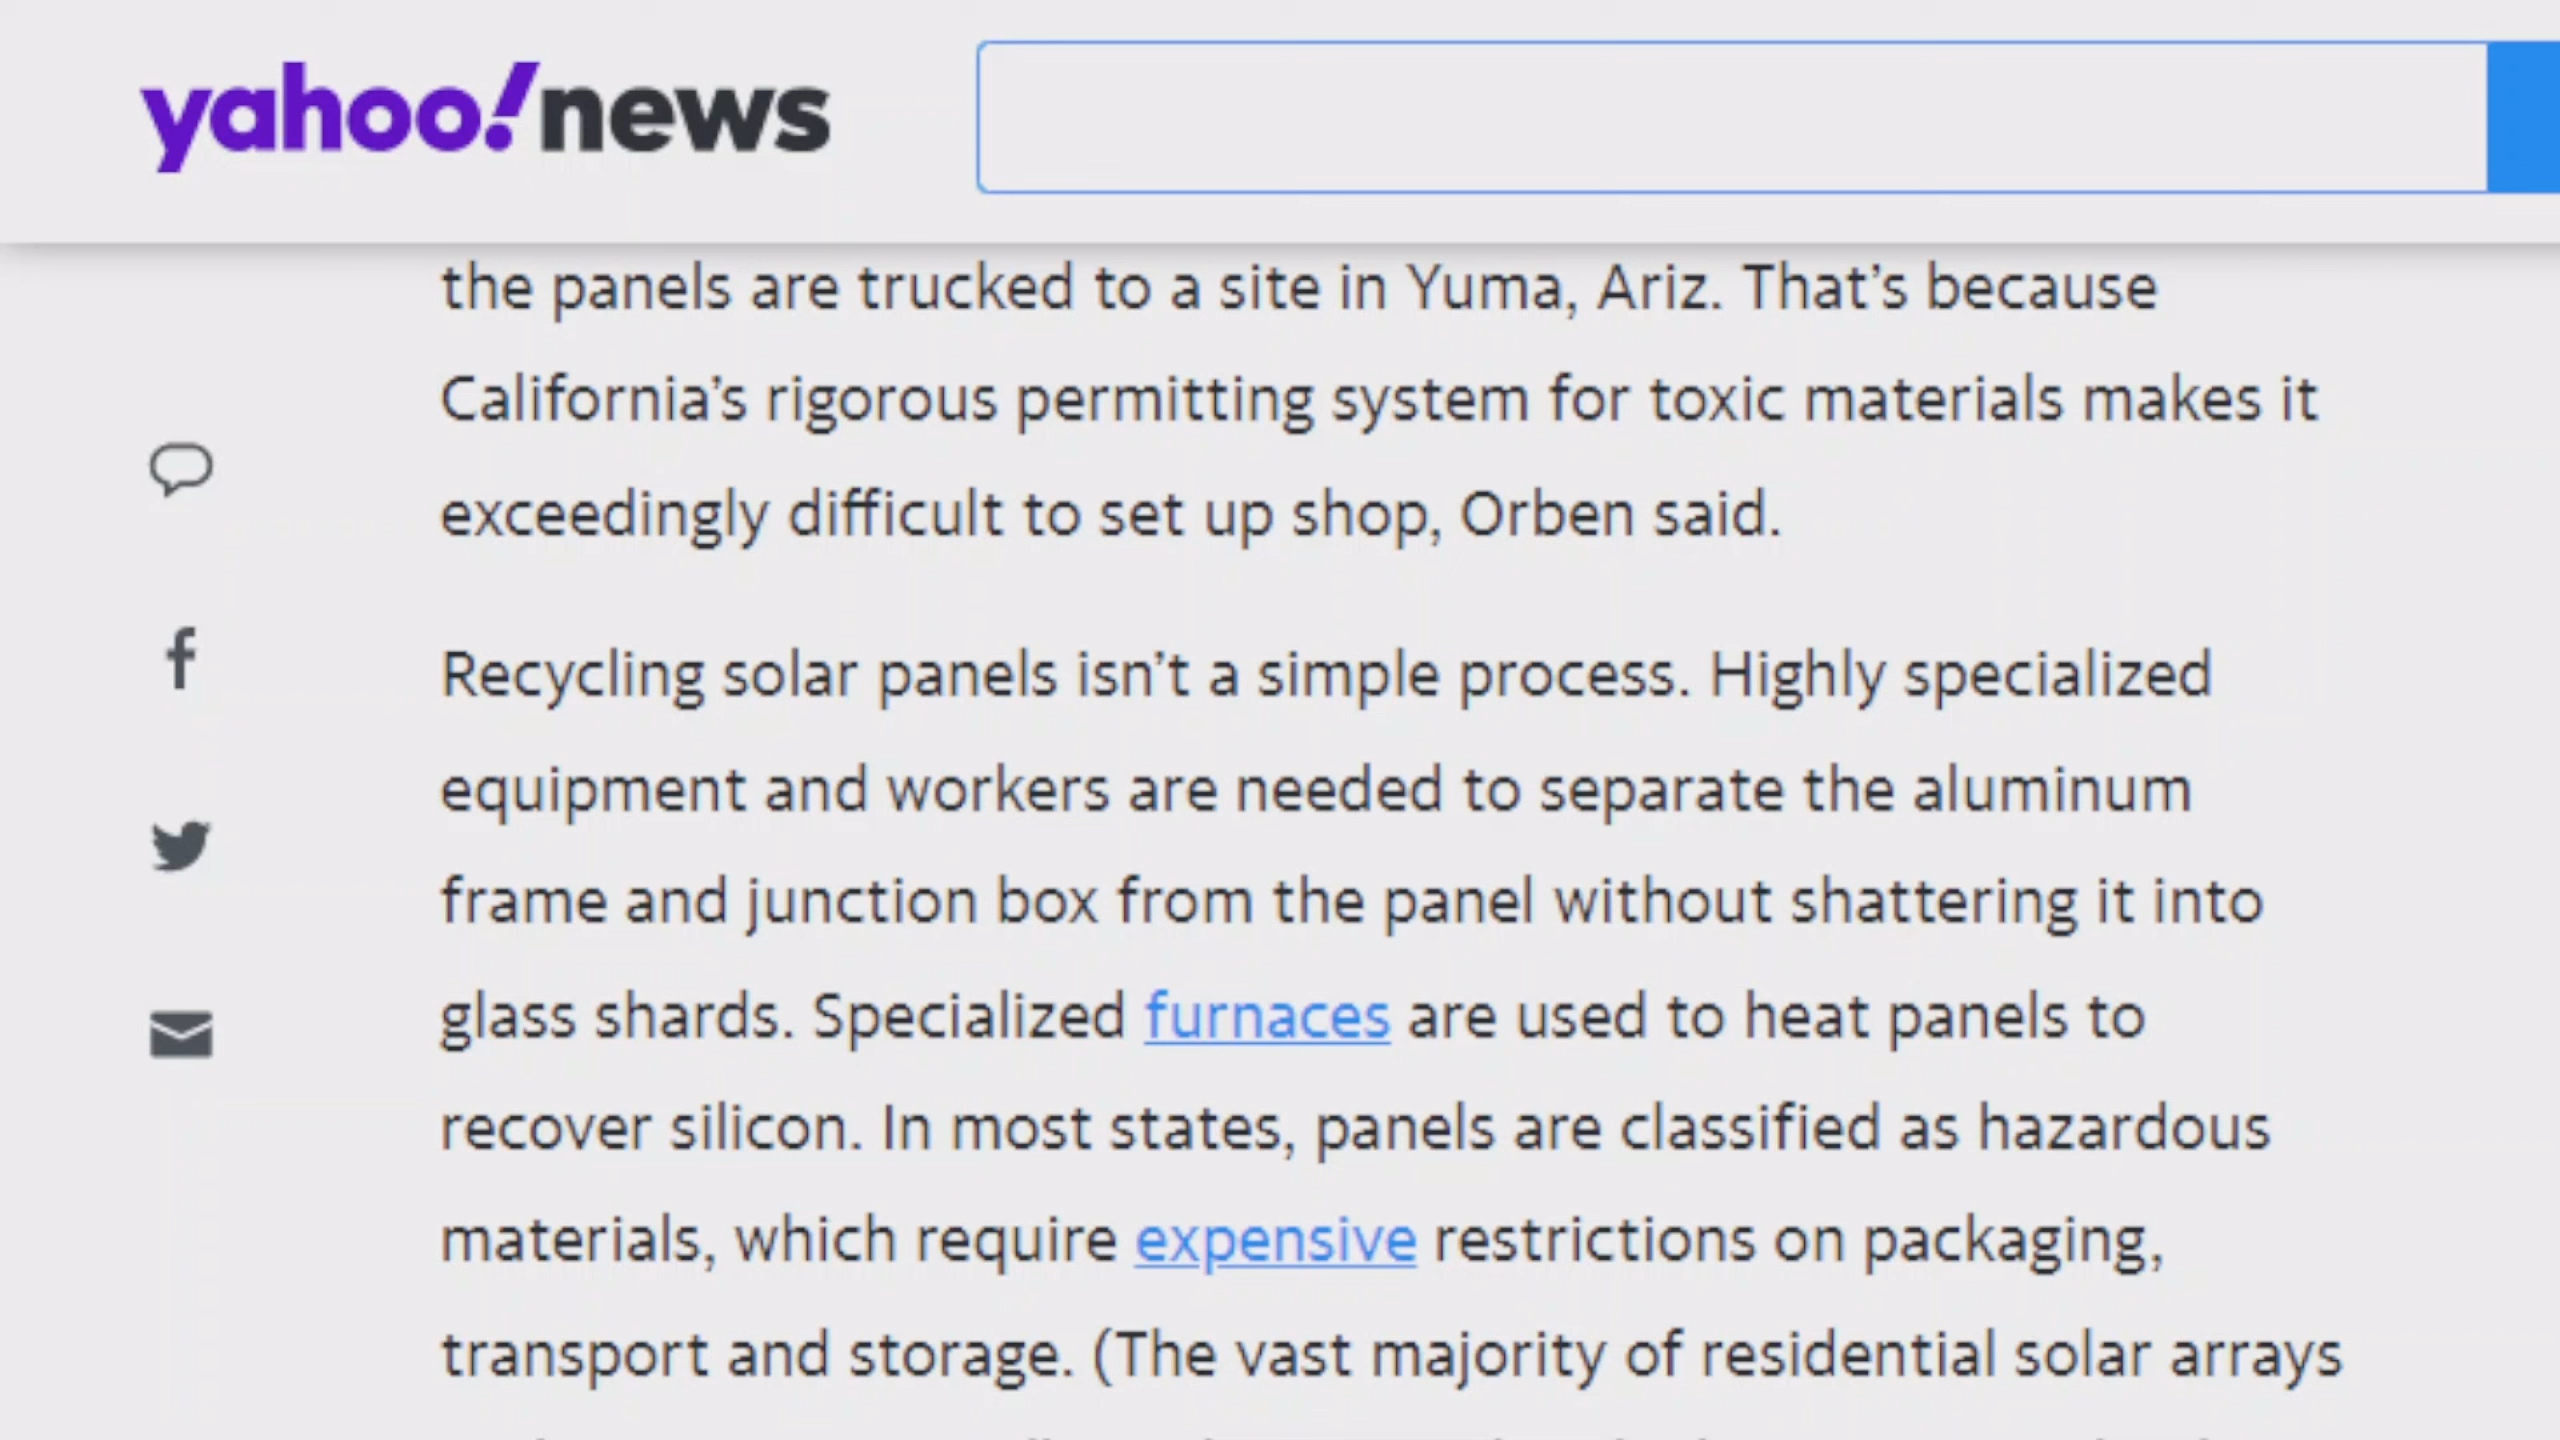 yahoo!news
the panels are trucked to a site in Yuma, Ariz. That’s because
California’s rigorous permitting system for toxic materials makes it
exceedingly difficult to set up shop, Orben said.
Recycling solar panels isn’t a simple process. Highly specialized
equipment and workers are needed to separate the aluminum
frame and junction box from the panel without shattering it into
glass shards. Specialized furnaces are used to heat panels to
recover silicon. In most states, panels are classified as hazardous
materials, which require expensive restrictions on packaging,
transport and storage. (The vast majority of residential solar arrays